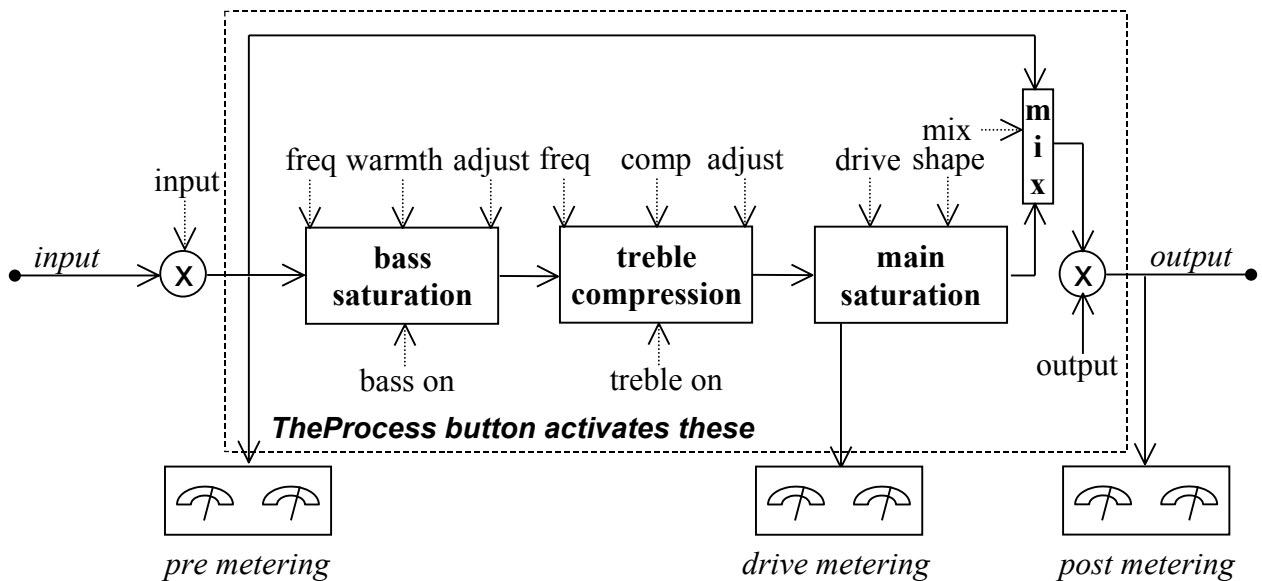 m
i
x
mix
freq warmth adjust freq comp adjust drive shape
input
input
X
bass
saturation
treble
compression
main
saturation
X
output
bass on
treble on
output
TheProcess button activates these
pre metering
drive metering
post metering